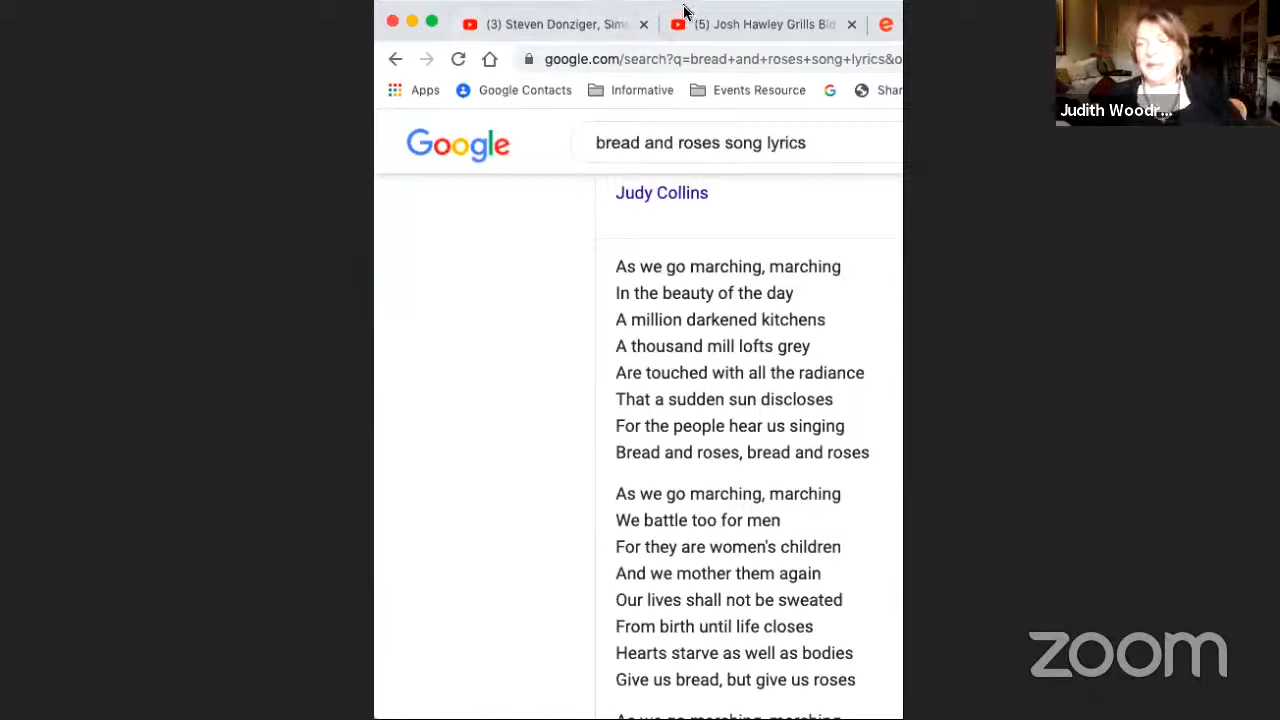 (3) Steven Donziger, Sim
(5) Josh Hawley Grills Bid
google.com/search?q=bread+and+roses+song+lyrics&o
Apps
Google Contacts
Informative
Events Resource
Shar
Judith Woodr...
Google
bread and roses song lyrics
Judy Collins
As we go marching, marching
In the beauty of the day
A million darkened kitchens
A thousand mill lofts grey
Are touched with all the radiance
That a sudden sun discloses
For the people hear us singing
Bread and roses, bread and roses
As we go marching, marching
We battle too for men
For they are women's children
And we mother them again
Our lives shall not be sweated
From birth until life closes
Hearts starve as well as bodies
Give us bread, but give us roses
As we go marching, marching
zoom